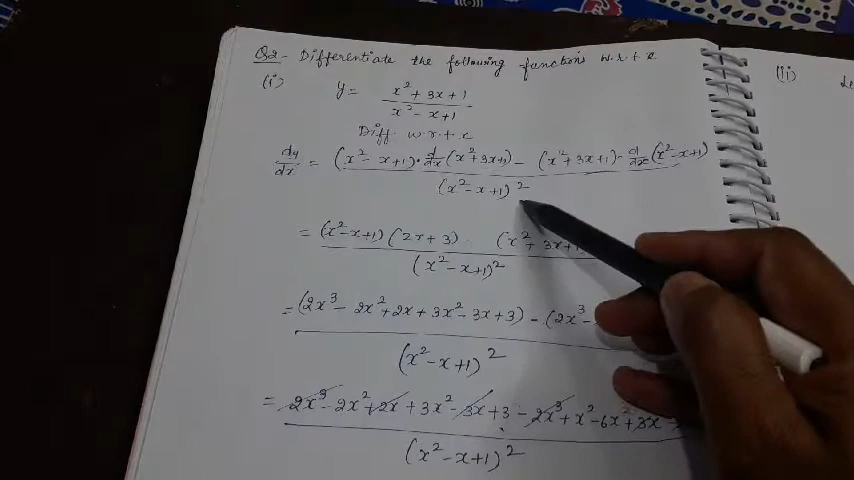 Q2- Differentiate the following functions w.r.t x
(i) y = (x² + 3x + 1)/(x² - x + 1)
(ii)
Diff. w.r.t x
dy/dx = ((x² - x + 1) · d/dx (x² + 3x + 1) - (x² + 3x + 1) · d/dx (x² - x + 1))/(x² - x + 1)²
= (x² - x + 1) (2x + 3) (x² + 3x + 1
(x² - x + 1)²
= (2x³ - 2x² + 2x + 3x² - 3x + 3) - (2x³ -
(x² - x + 1)²
= 2x³ - 2x² + 2x + 3x² - 3x + 3 - 2x³ + x² - 6x² + 3x
(x² - x + 1)²